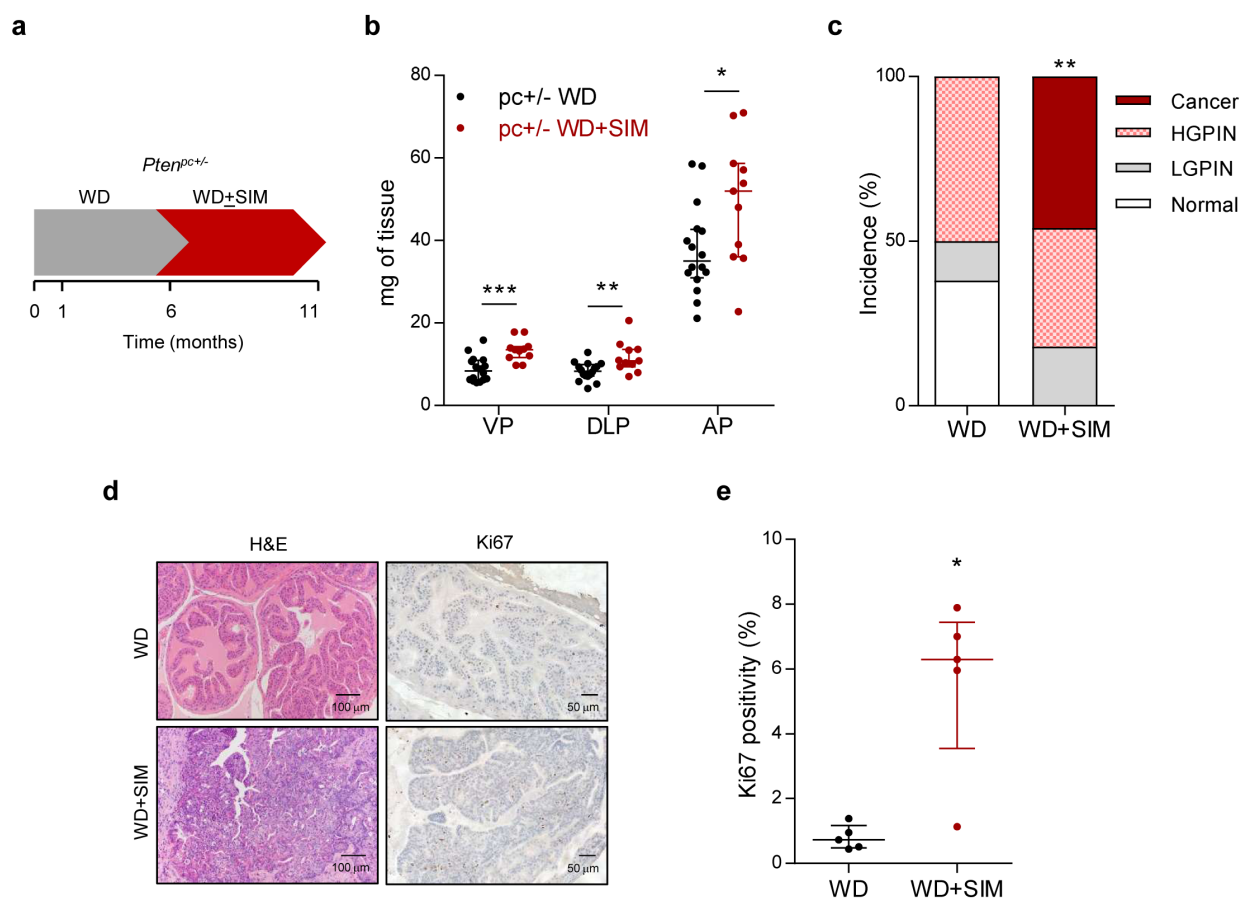 a
Pten^pc+/-
WD
WD±SIM
0 1 6 11
Time (months)
b
mg of tissue
80
60
40
20
0
pc+/- WD
pc+/- WD+SIM
***
**
*
VP DLP AP
c
Incidence (%)
100
50
0
**
WD WD+SIM
Cancer
HGPIN
LGPIN
Normal
d
H&E Ki67
WD
100 μm
50 μm
WD+SIM
100 μm
50 μm
e
Ki67 positivity (%)
10
8
6
4
2
0
*
WD WD+SIM